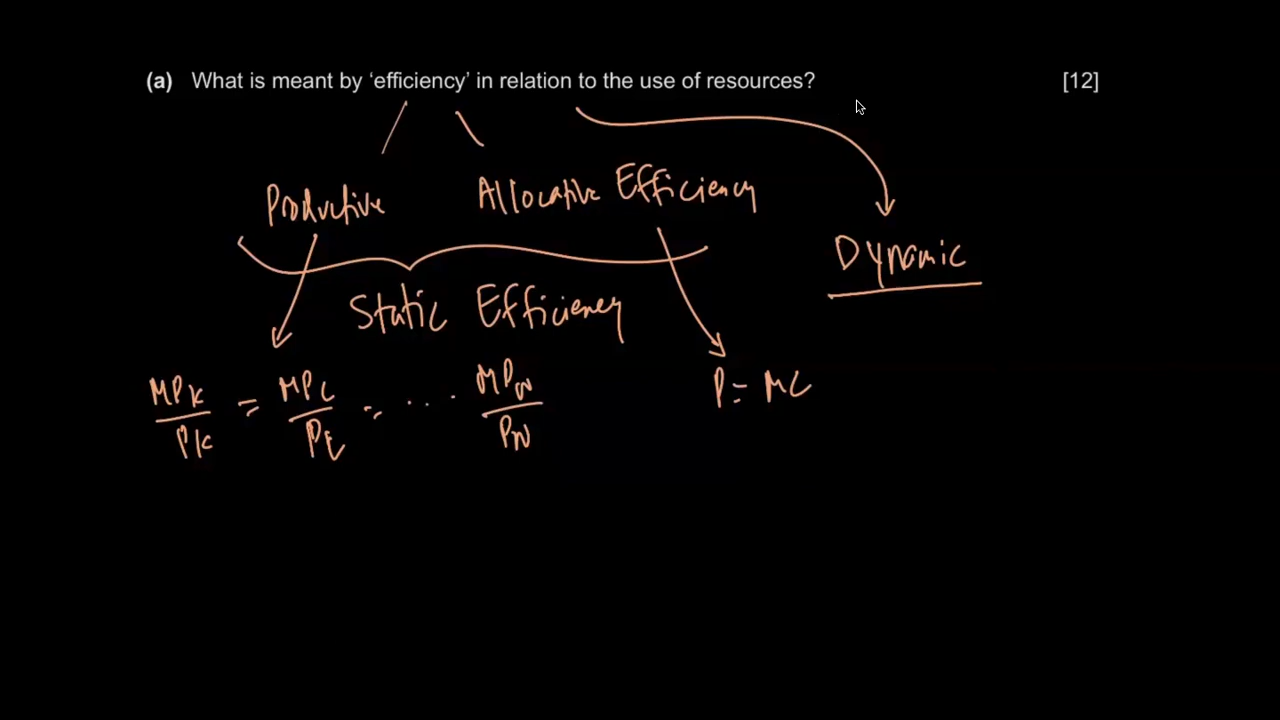 (a) What is meant by ‘efficiency’ in relation to the use of resources? [12]
Productive Allocative Efficiency
Dynamic
Static Efficiency
MPK/PK = MPL/PL = ... MPN/PN
P = MC